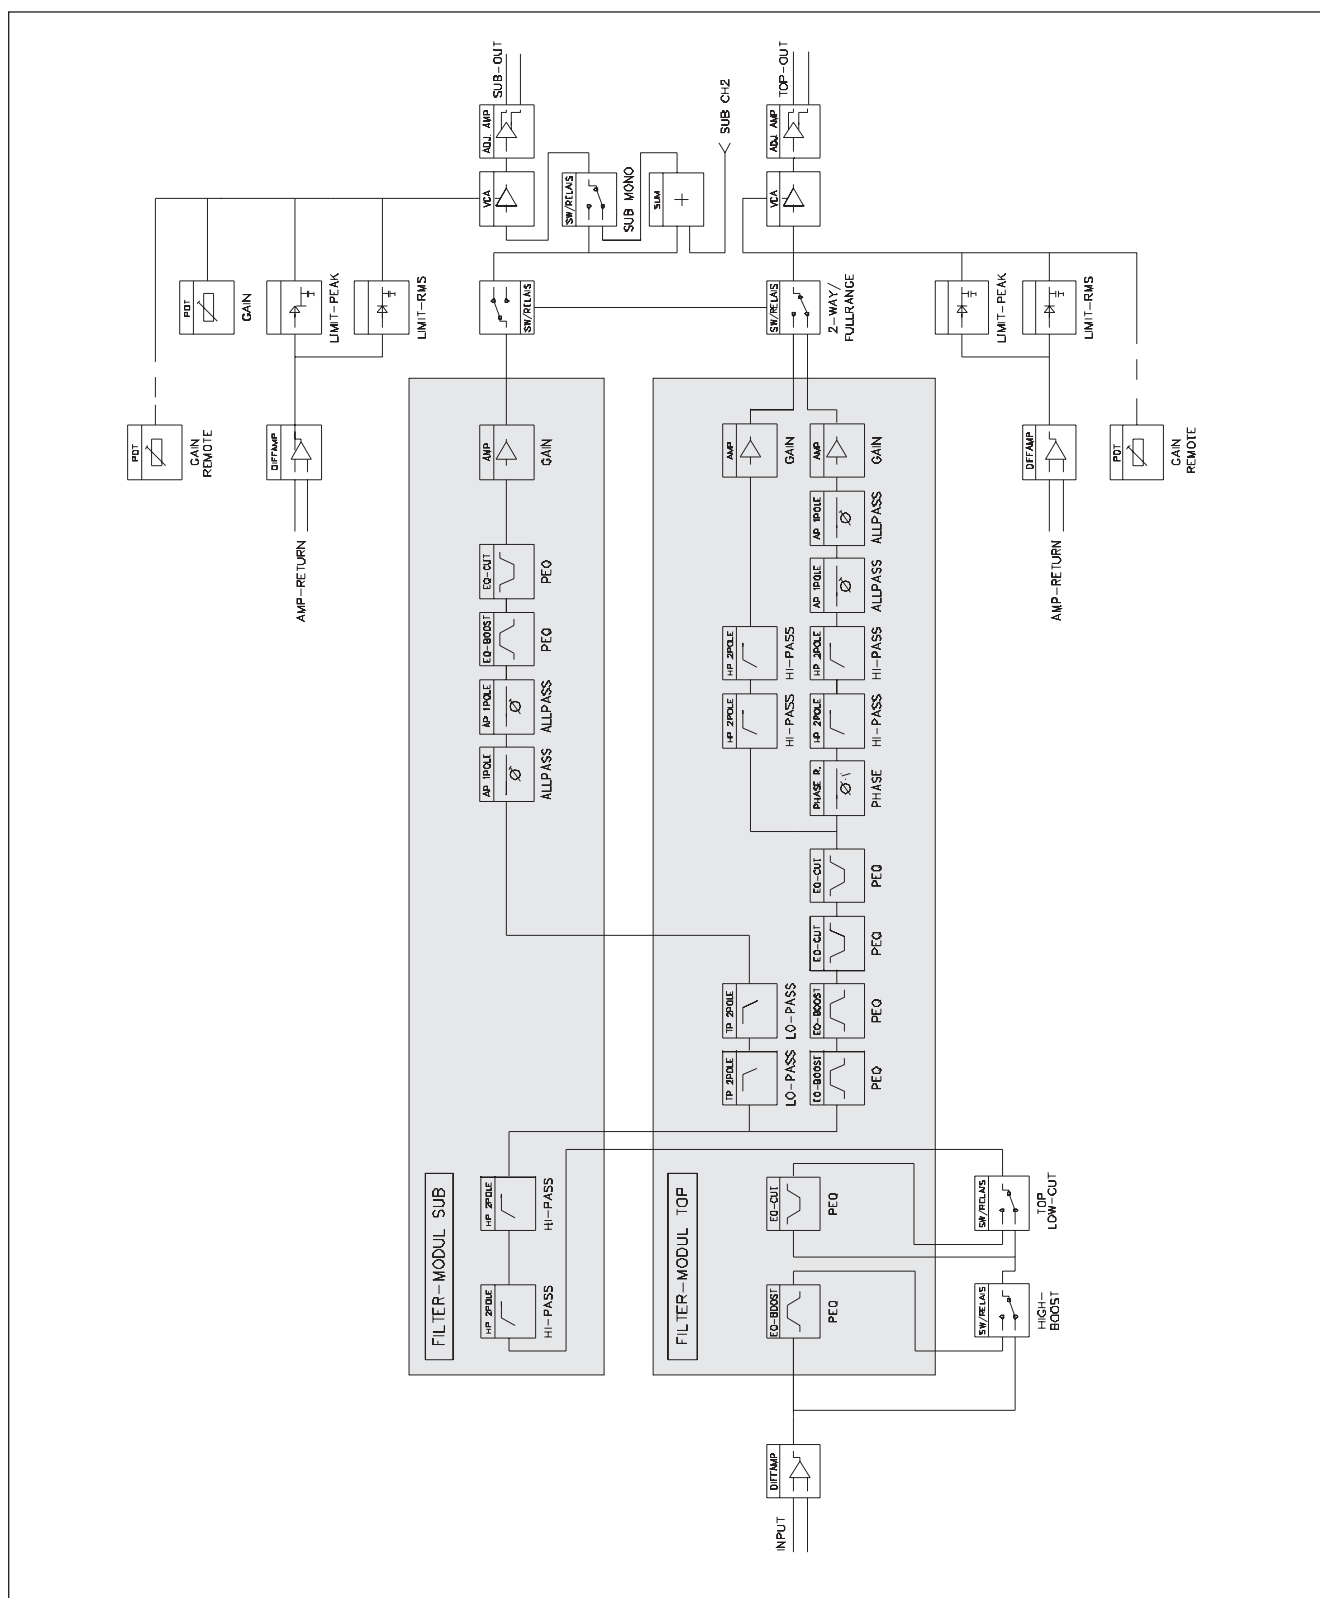 POT
GAIN
REMOTE
POT
GAIN
AMP-RETURN
DIFFAMP
LIMIT-PEAK
LIMIT-RMS
FILTER-MODUL SUB
HP 2POLE
HI-PASS
HP 2POLE
HI-PASS
AP 1POLE
ALLPASS
AP 1POLE
ALLPASS
EQ-BOOST
PEQ
EQ-CUT
PEQ
AMP
GAIN
SW/RELAIS
VCA
ADJ. AMP
SUB-OUT
SW/RELAIS
SUB MONO
SUM
+
SUB CH2
FILTER-MODUL TOP
INPUT
DIFFAMP
EQ-BOOST
PEQ
EQ-CUT
PEQ
TP 2POLE
LO-PASS
TP 2POLE
LO-PASS
HP 2POLE
HI-PASS
HP 2POLE
HI-PASS
AMP
GAIN
EQ-BOOST
PEQ
EQ-BOOST
PEQ
EQ-CUT
PEQ
EQ-CUT
PEQ
PHASE R.
PHASE
HP 2POLE
HI-PASS
HP 2POLE
HI-PASS
AP 1POLE
ALLPASS
AP 1POLE
ALLPASS
AMP
GAIN
SW/RELAIS
2-WAY/
FULLRANGE
VCA
ADJ. AMP
TOP-OUT
SW/RELAIS
HIGH-
BOOST
SW/RELAIS
TOP
LOW-CUT
LIMIT-PEAK
LIMIT-RMS
AMP-RETURN
DIFFAMP
POT
GAIN
REMOTE